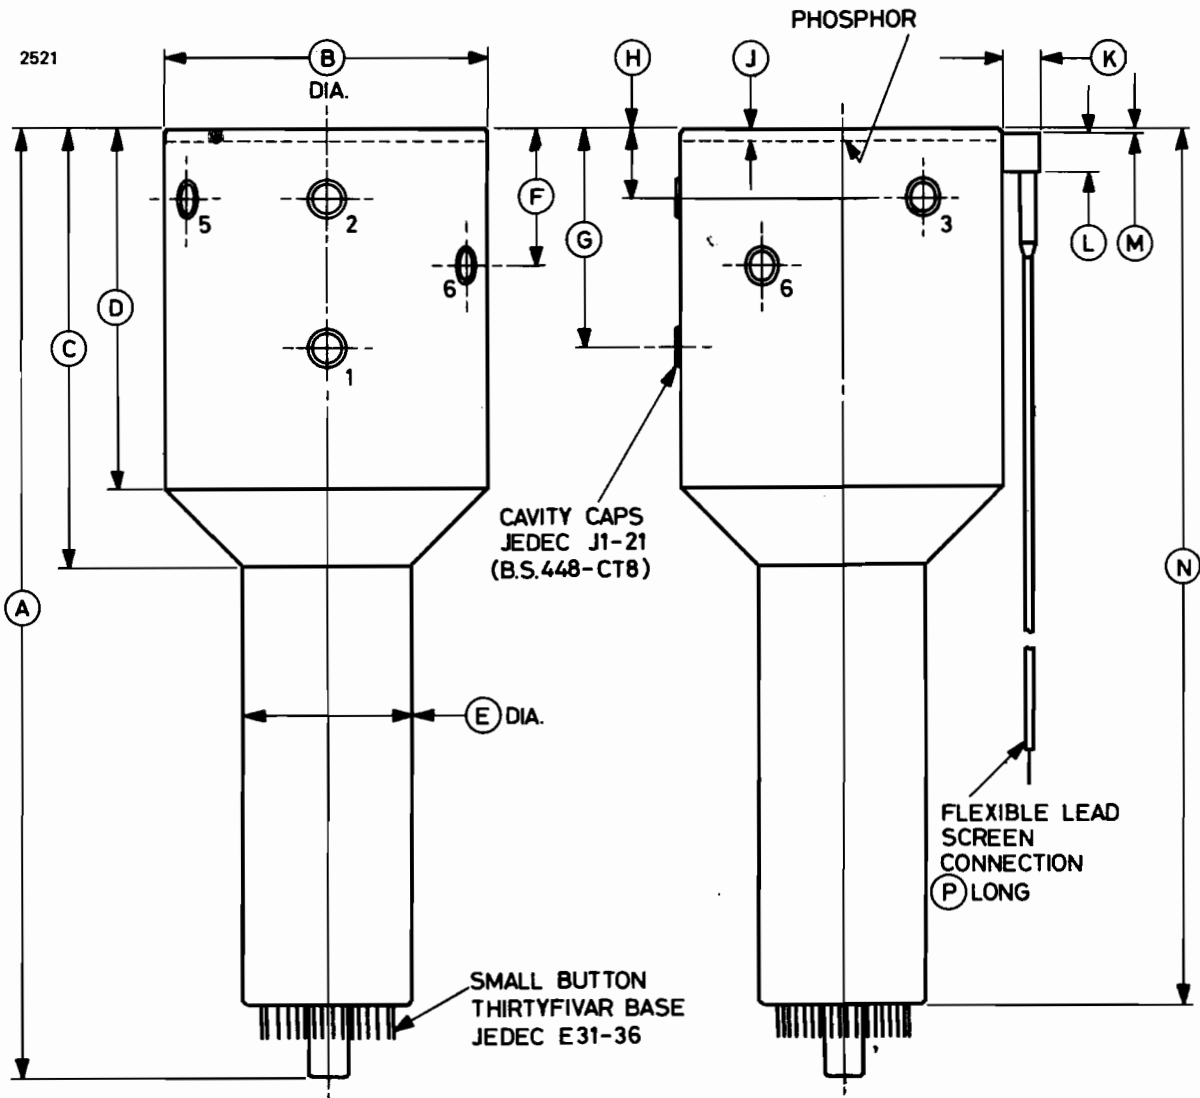 PHOSPHOR
2521
B
DIA.
H
J
K
F
G
L
M
5
2
3
6
6
D
C
1
CAVITY CAPS
JEDEC J1-21
(B.S.448-CT8)
N
A
E DIA.
FLEXIBLE LEAD
SCREEN
CONNECTION
P LONG
SMALL BUTTON
THIRTYFIVAR BASE
JEDEC E31-36